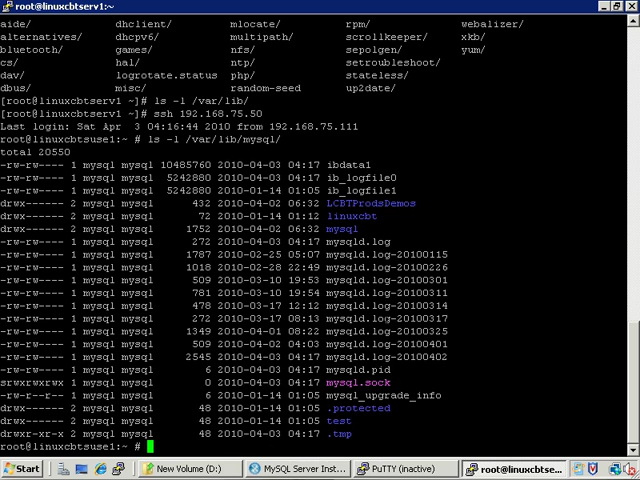 root@linuxcbtserv1:~
aide/ dhclient/ mlocate/ rpm/ webalizer/
alternatives/ dhcpv6/ multipath/ scrollkeeper/ xkb/
bluetooth/ games/ nfs/ sepolgen/ yum/
cs/ hal/ ntp/ setroubleshoot/
dav/ logrotate.status php/ stateless/
dbus/ misc/ random-seed up2date/
[root@linuxcbtserv1 ~]# ls -l /var/lib/
[root@linuxcbtserv1 ~]# ssh 192.168.75.50
Last login: Sat Apr  3 04:16:44 2010 from 192.168.75.111
root@linuxcbtsuse1:~ # ls -l /var/lib/mysql/
total 20550
-rw-rw---- 1 mysql mysql 10485760 2010-04-03 04:17 ibdata1
-rw-rw---- 1 mysql mysql 5242880 2010-04-03 04:17 ib_logfile0
-rw-rw---- 1 mysql mysql 5242880 2010-01-14 01:05 ib_logfile1
drwx------ 2 mysql mysql 432 2010-04-02 06:32 LCBTProdsDemos
drwx------ 2 mysql mysql 72 2010-01-14 01:12 linuxcbt
drwx------ 2 mysql mysql 1752 2010-04-02 06:32 mysql
-rw-rw---- 1 mysql mysql 272 2010-04-03 04:17 mysqld.log
-rw-rw---- 1 mysql mysql 1787 2010-02-25 05:07 mysqld.log-20100115
-rw-rw---- 1 mysql mysql 1018 2010-02-28 22:49 mysqld.log-20100226
-rw-rw---- 1 mysql mysql 509 2010-03-10 19:53 mysqld.log-20100301
-rw-rw---- 1 mysql mysql 781 2010-03-10 19:54 mysqld.log-20100311
-rw-rw---- 1 mysql mysql 478 2010-03-17 12:12 mysqld.log-20100314
-rw-rw---- 1 mysql mysql 272 2010-03-17 08:13 mysqld.log-20100317
-rw-rw---- 1 mysql mysql 1349 2010-04-01 08:22 mysqld.log-20100325
-rw-rw---- 1 mysql mysql 509 2010-04-02 04:03 mysqld.log-20100401
-rw-rw---- 1 mysql mysql 2545 2010-04-03 04:17 mysqld.log-20100402
-rw-rw---- 1 mysql mysql 6 2010-04-03 04:17 mysqld.pid
srwxrwxrwx 1 mysql mysql 0 2010-04-03 04:17 mysql.sock
-rw-r--r-- 1 mysql mysql 6 2010-01-14 01:05 mysql_upgrade_info
drwx------ 2 mysql mysql 48 2010-01-14 01:05 .protected
drwx------ 2 mysql mysql 48 2010-01-14 01:05 test
drwxr-xr-x 2 mysql mysql 48 2010-04-03 04:17 .tmp
root@linuxcbtsuse1:~ #
Start New Volume (D:) MySQL Server Inst... PuTTY (inactive) root@linuxcbtse...